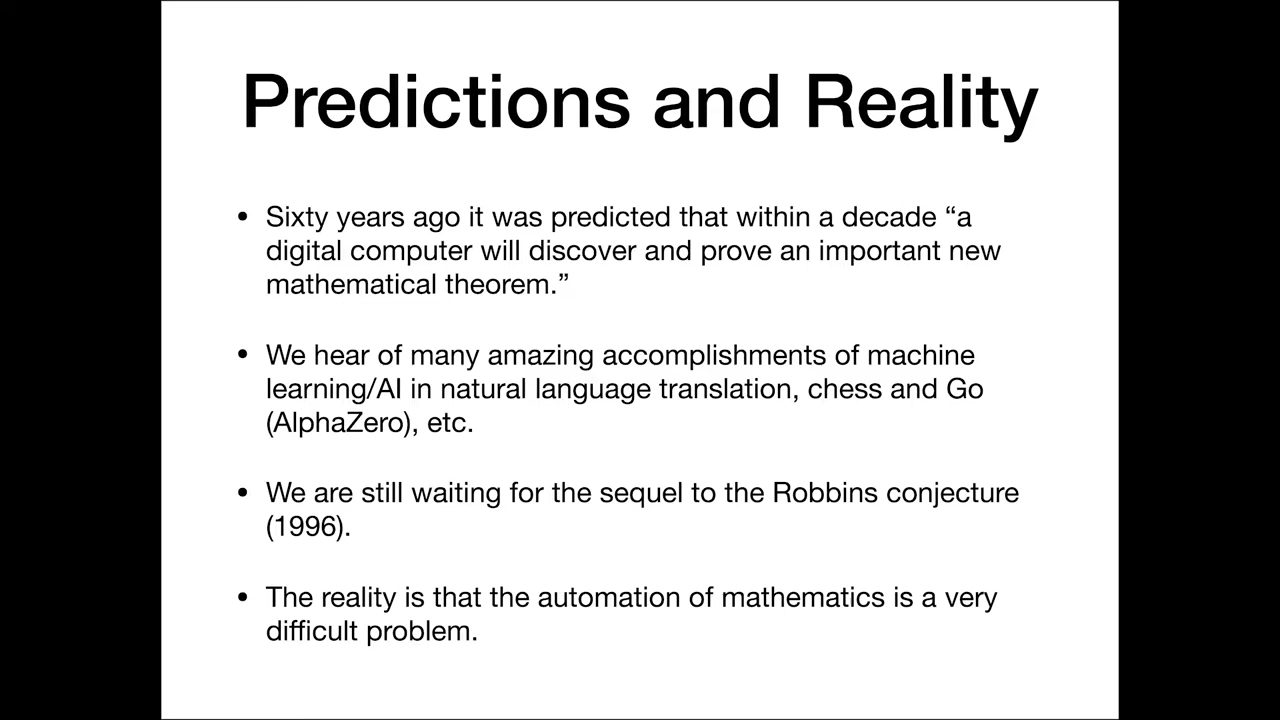 Predictions and Reality
• Sixty years ago it was predicted that within a decade “a
digital computer will discover and prove an important new
mathematical theorem.”
• We hear of many amazing accomplishments of machine
learning/AI in natural language translation, chess and Go
(AlphaZero), etc.
• We are still waiting for the sequel to the Robbins conjecture
(1996).
• The reality is that the automation of mathematics is a very
difficult problem.